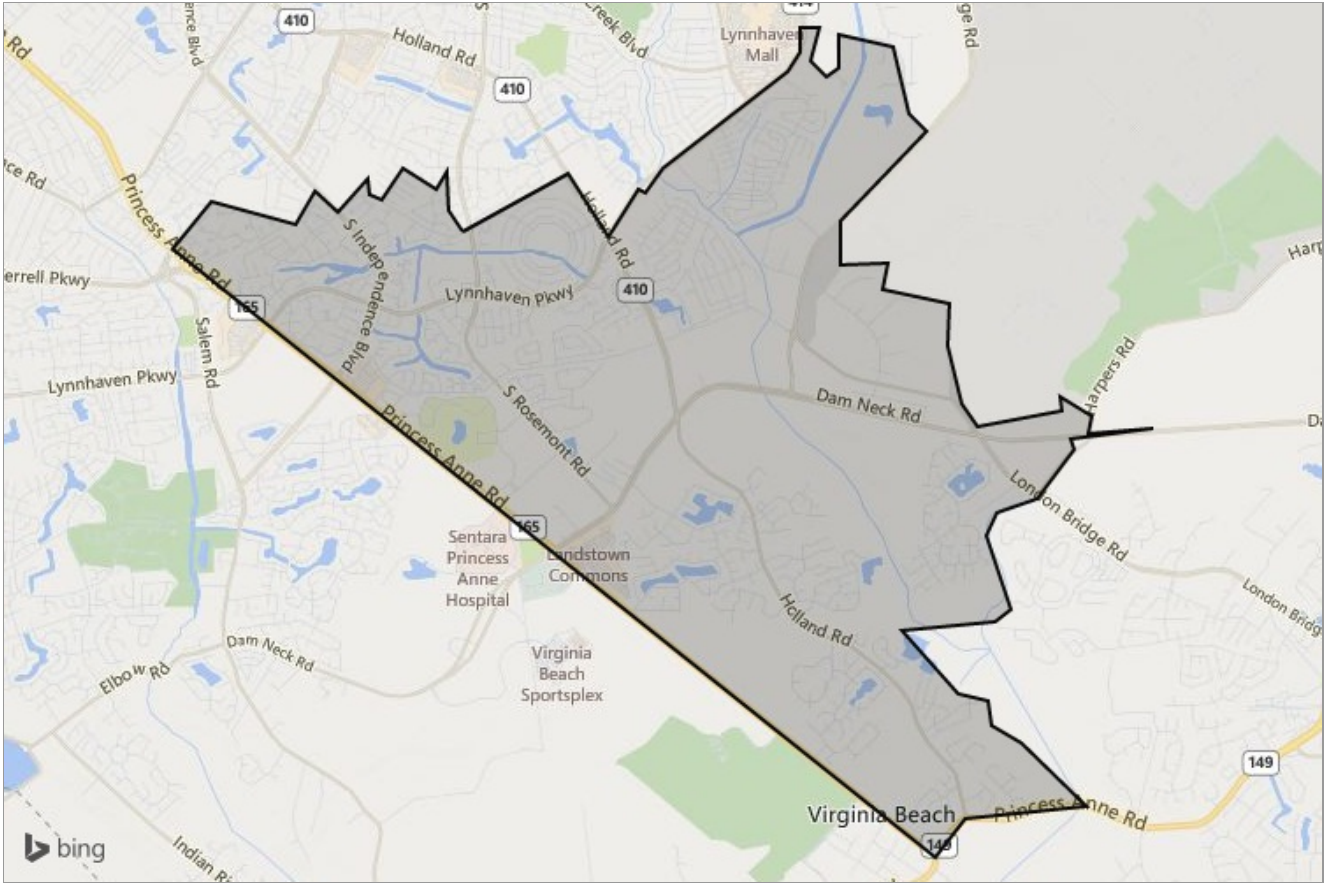 410
Holland Rd
Creek Blvd
Lynnhaven
Mall
410
Princess Anne Rd
S Independence Blvd
Holland Rd
410
Lynnhaven Pkwy
165
Salem Rd
Lynnhaven Pkwy
Harpers Rd
S Rosemont Rd
Dam Neck Rd
Princess Anne Rd
London Bridge Rd
165
Sentara
Princess
Anne
Hospital
Landstown
Commons
Holland Rd
Dam Neck Rd
Elbow Rd
Virginia
Beach
Sportsplex
149
Virginia Beach
Princess Anne Rd
149
bing